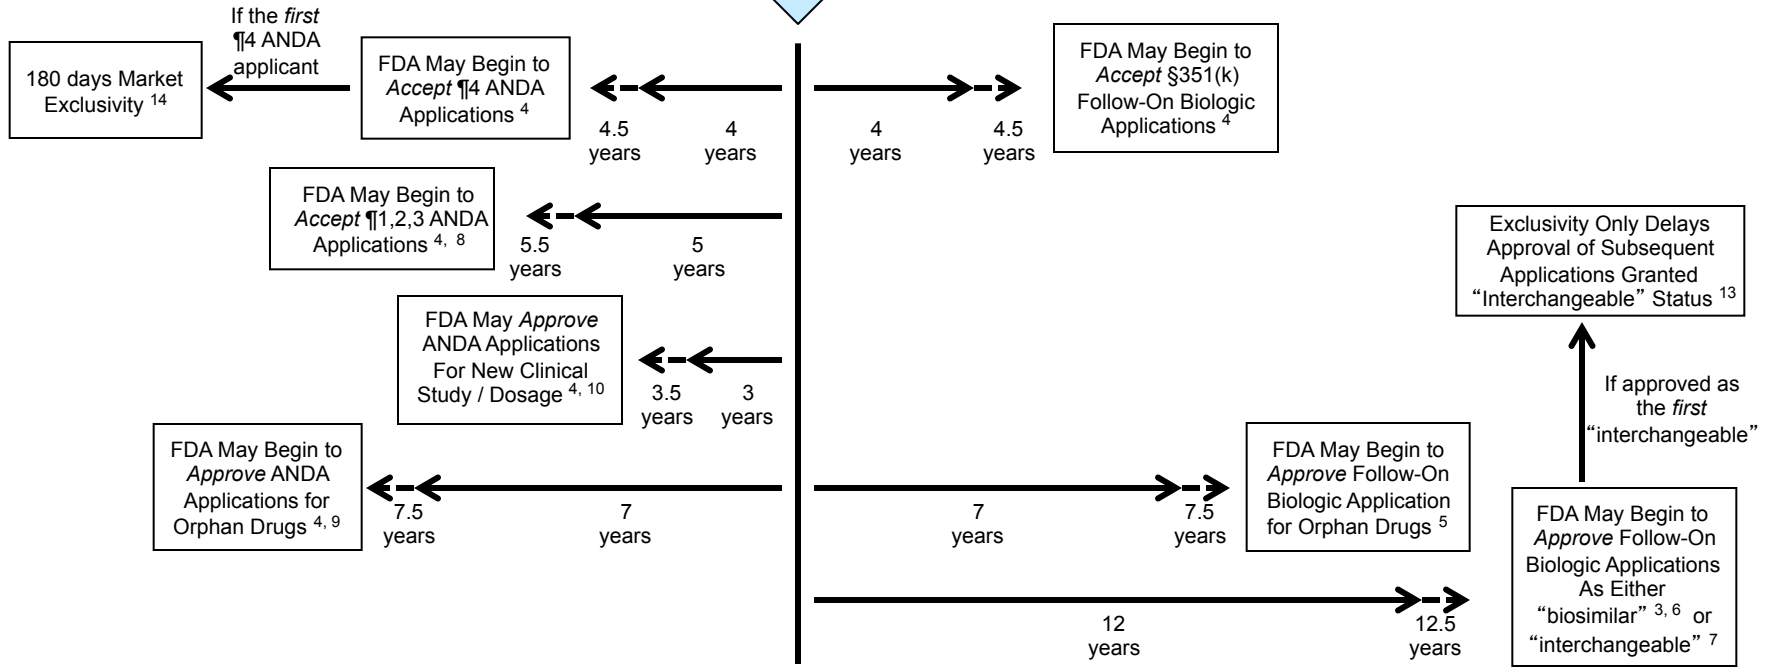 If the first
¶4 ANDA
applicant
180 days Market
Exclusivity 14
FDA May Begin to
Accept ¶4 ANDA
Applications 4
4.5
years
4
years
4
years
4.5
years
FDA May Begin to
Accept §351(k)
Follow-On Biologic
Applications 4
FDA May Begin to
Accept ¶1,2,3 ANDA
Applications 4, 8
5.5
years
5
years
Exclusivity Only Delays
Approval of Subsequent
Applications Granted
“Interchangeable” Status 13
FDA May Approve
ANDA Applications
For New Clinical
Study / Dosage 4, 10
3.5
years
3
years
If approved as
the first
“interchangeable”
FDA May Begin to
Approve ANDA
Applications for
Orphan Drugs 4, 9
7.5
years
7
years
7
years
7.5
years
FDA May Begin to
Approve Follow-On
Biologic Application
for Orphan Drugs 5
FDA May Begin to
Approve Follow-On
Biologic Applications
As Either
“biosimilar” 3, 6 or
“interchangeable” 7
12
years
12.5
years